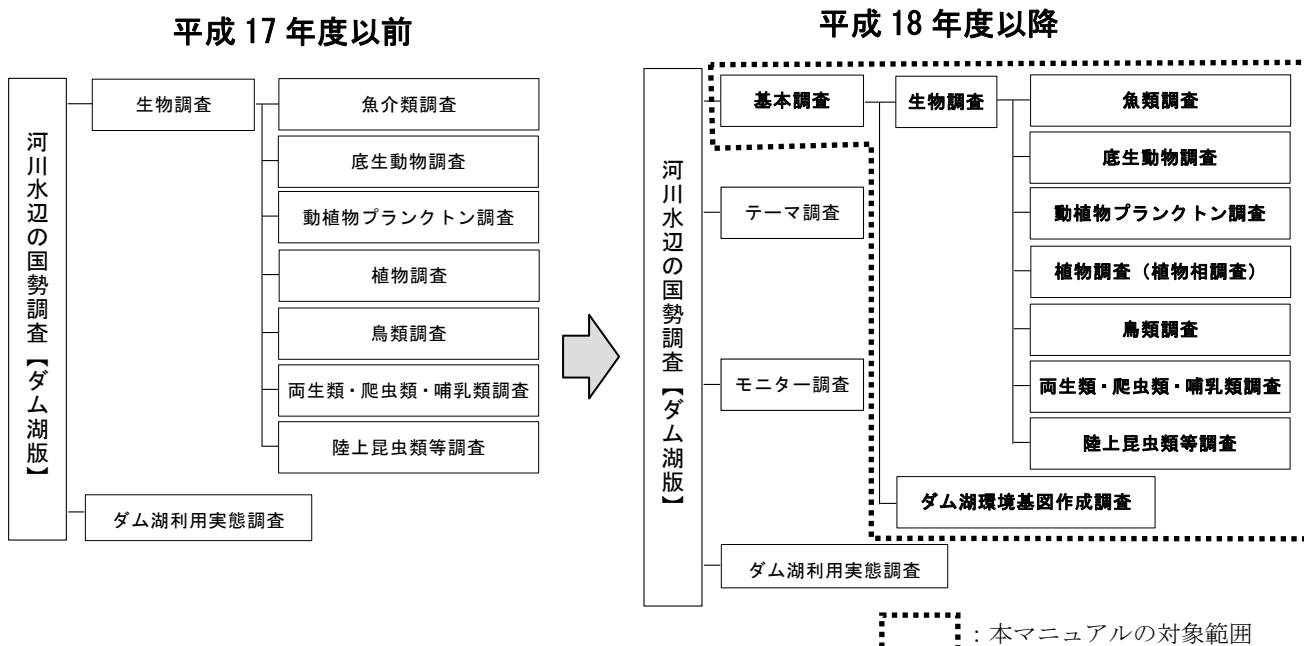 平成 17 年度以前
河川水辺の国勢調査【ダム湖版】
生物調査
魚介類調査
底生動物調査
動植物プランクトン調査
植物調査
鳥類調査
両生類・爬虫類・哺乳類調査
陸上昆虫類等調査
ダム湖利用実態調査
平成 18 年度以降
河川水辺の国勢調査【ダム湖版】
基本調査
生物調査
魚類調査
底生動物調査
動植物プランクトン調査
植物調査（植物相調査）
鳥類調査
両生類・爬虫類・哺乳類調査
陸上昆虫類等調査
ダム湖環境基図作成調査
テーマ調査
モニター調査
ダム湖利用実態調査
：本マニュアルの対象範囲